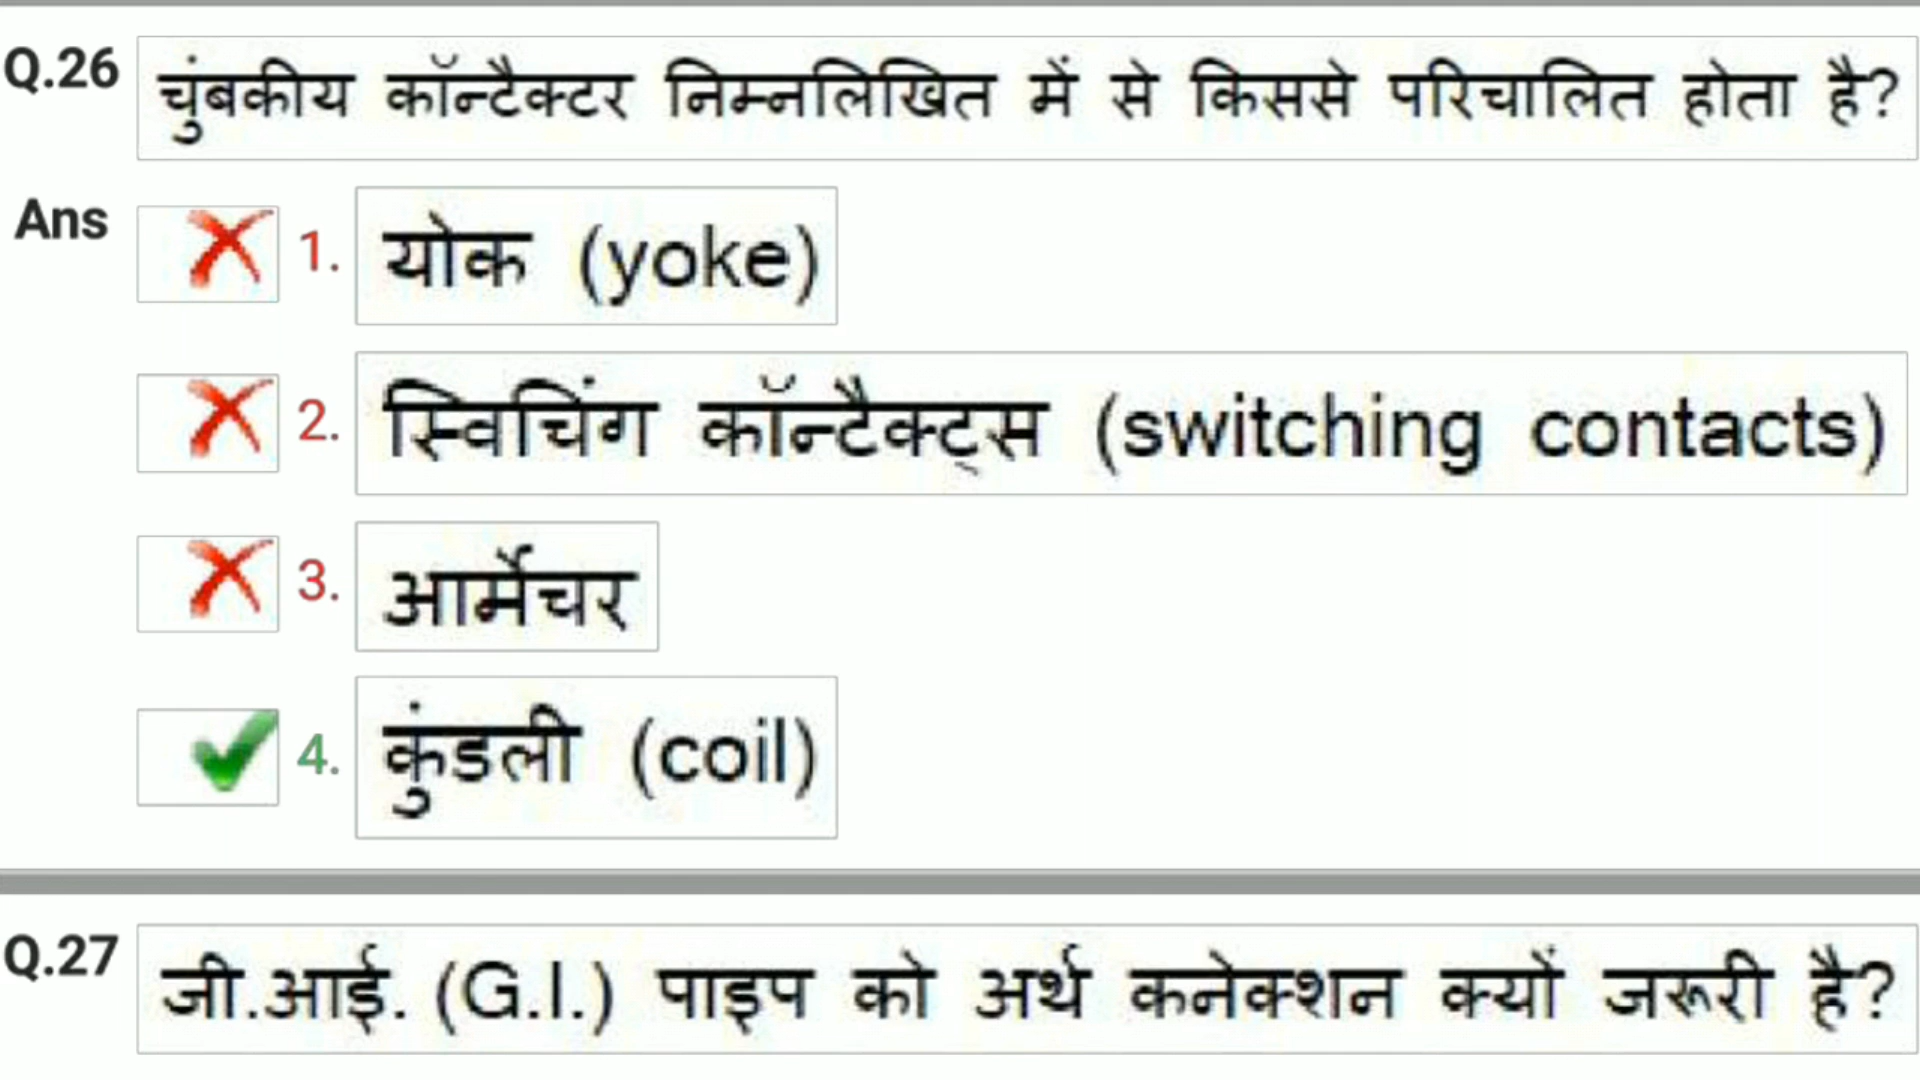 Q.26 चुंबकीय कॉन्टैक्टर निम्नलिखित में से किससे परिचालित होता है?
Ans 1. योक (yoke)
2. स्विचिंग कॉन्टैक्ट्स (switching contacts)
3. आर्मेचर
4. कुंडली (coil)
Q.27 जी.आई. (G.I.) पाइप को अर्थ कनेक्शन क्यों जरूरी है?